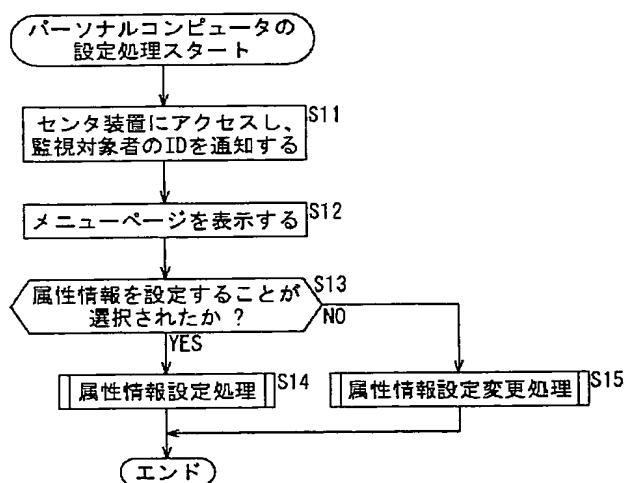 パーソナルコンピュータの
設定処理スタート
S11
センタ装置にアクセスし、
監視対象者のIDを通知する
S12
メニューページを表示する
S13
属性情報を設定することが
選択されたか ?
NO
YES
属性情報設定処理 S14
属性情報設定変更処理 S15
エンド